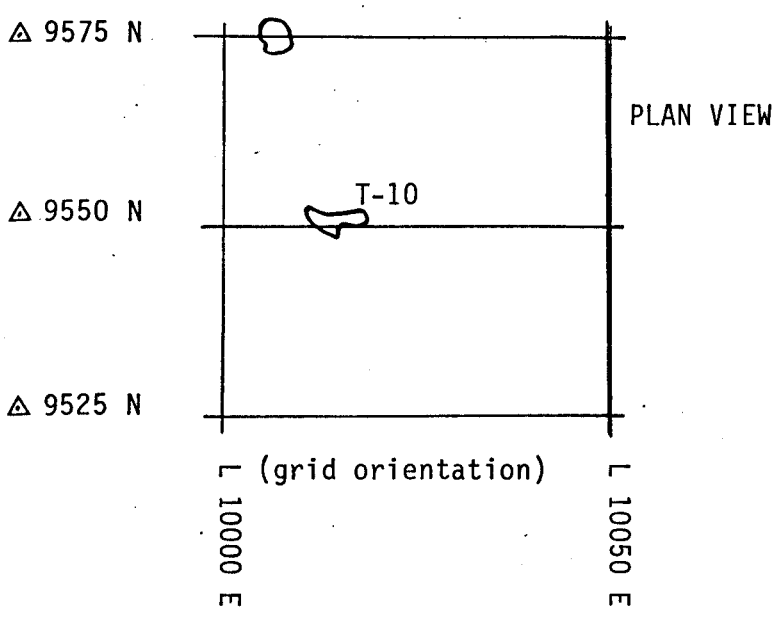 △ 9575 N
PLAN VIEW
T-10
△ 9550 N
△ 9525 N
L (grid orientation)
L 10000 E
L 10050 E